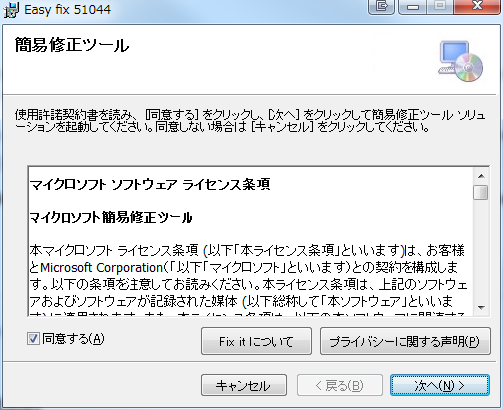 Easy fix 51044
簡易修正ツール
使用許諾契約書を読み、[同意する] をクリックし、[次へ] をクリックして簡易修正ツール ソリュ
ーションを起動してください。同意しない場合は [キャンセル] をクリックしてください。
マイクロソフト ソフトウェア ライセンス条項
マイクロソフト簡易修正ツール
本マイクロソフト ライセンス条項 (以下「本ライセンス条項」といいます)は、お客様
とMicrosoft Corporation(「以下「マイクロソフト」といいます)との契約を構成しま
す。以下の条項を注意してお読みください。本ライセンス条項は、上記のソフトウェ
アおよびソフトウェアが記録された媒体 (以下総称して「本ソフトウェア」といいま
同意する(A)
Fix it について
プライバシーに関する声明(P)
キャンセル
< 戻る(B)
次へ(N) >